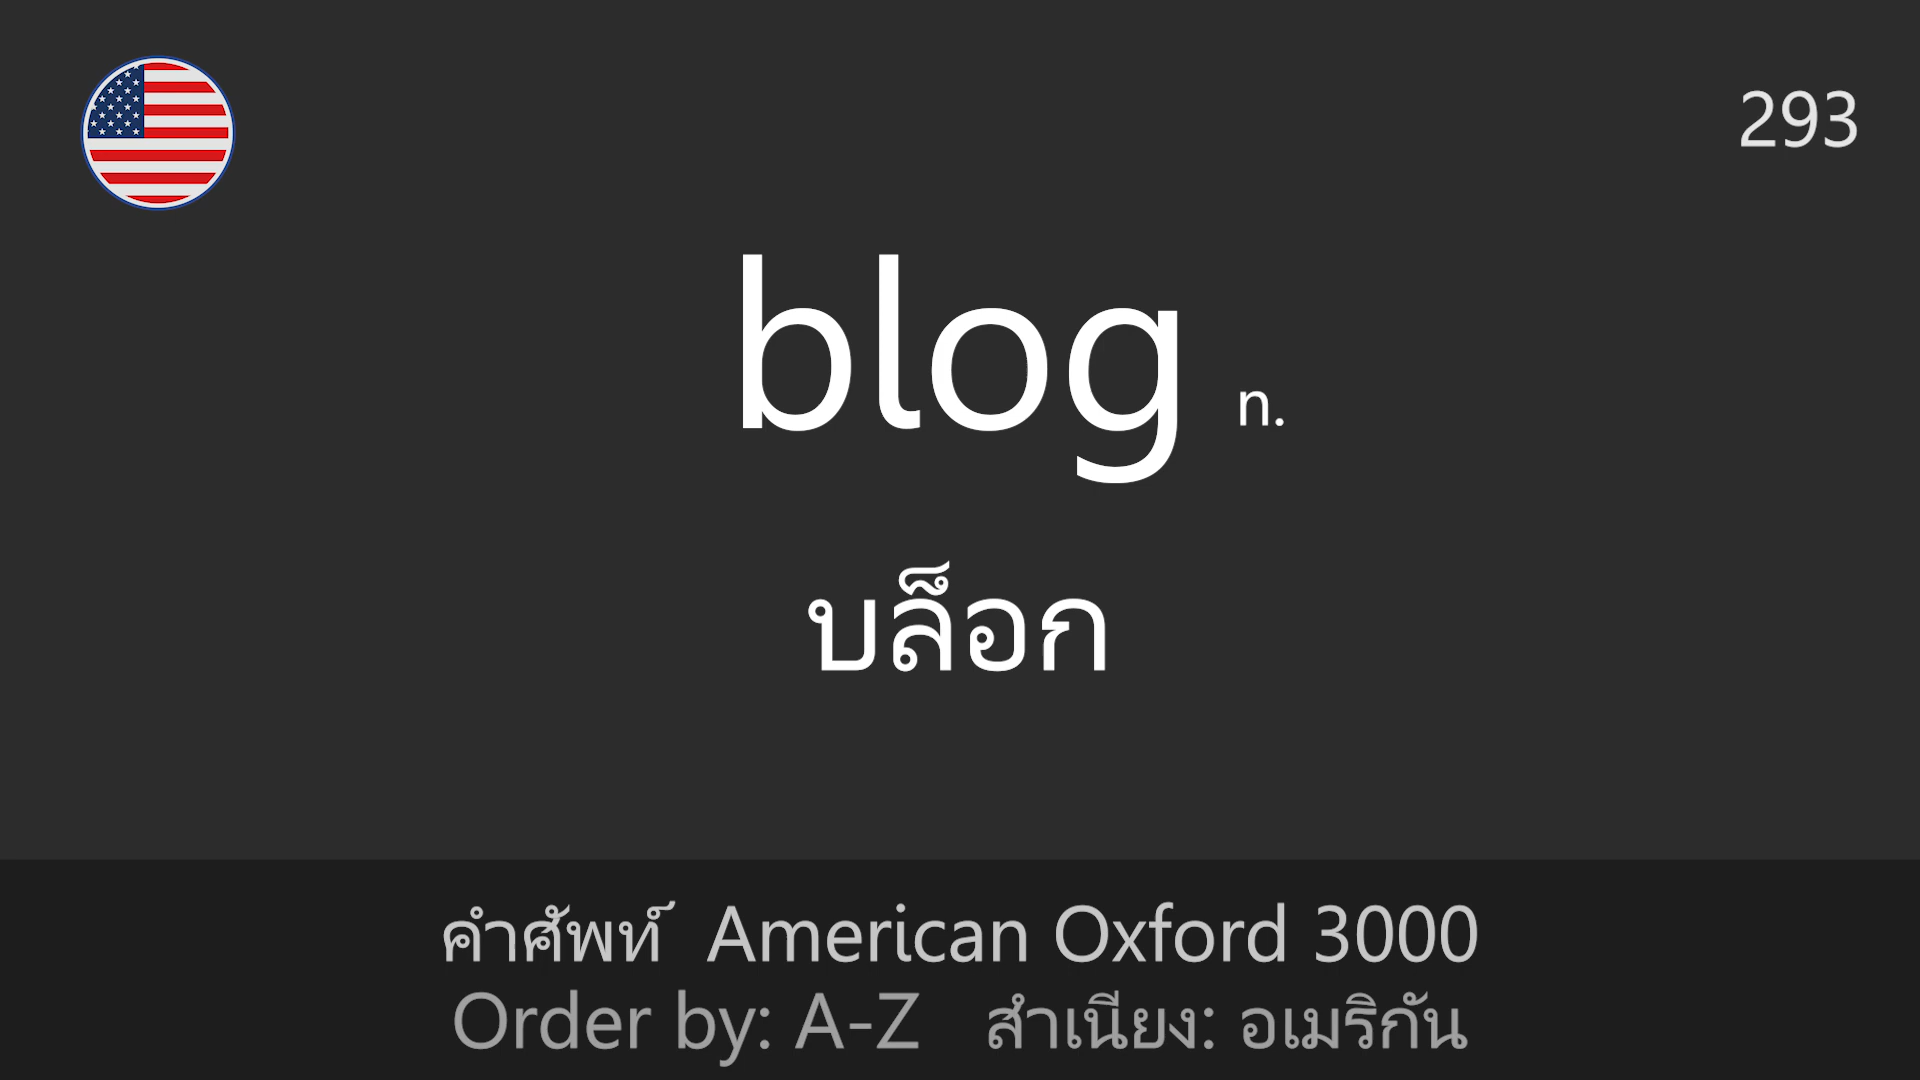 293
blog n.
บล็อก
คำศัพท์ American Oxford 3000
Order by: A-Z สำเนียง: อเมริกัน